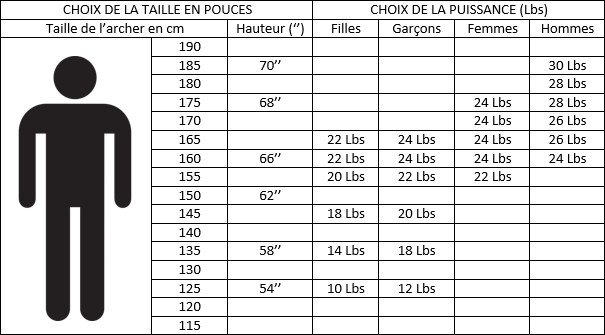 CHOIX DE LA TAILLE EN POUCES CHOIX DE LA PUISSANCE (Lbs)
Taille de l’archer en cm Hauteur (‘’) Filles Garçons Femmes Hommes
190
185 70’’ 30 Lbs
180 28 Lbs
175 68’’ 24 Lbs 28 Lbs
170 24 Lbs 26 Lbs
165 22 Lbs 24 Lbs 24 Lbs 26 Lbs
160 66’’ 22 Lbs 24 Lbs 24 Lbs 24 Lbs
155 20 Lbs 22 Lbs 22 Lbs
150 62’’
145 18 Lbs 20 Lbs
140
135 58’’ 14 Lbs 18 Lbs
130
125 54’’ 10 Lbs 12 Lbs
120
115